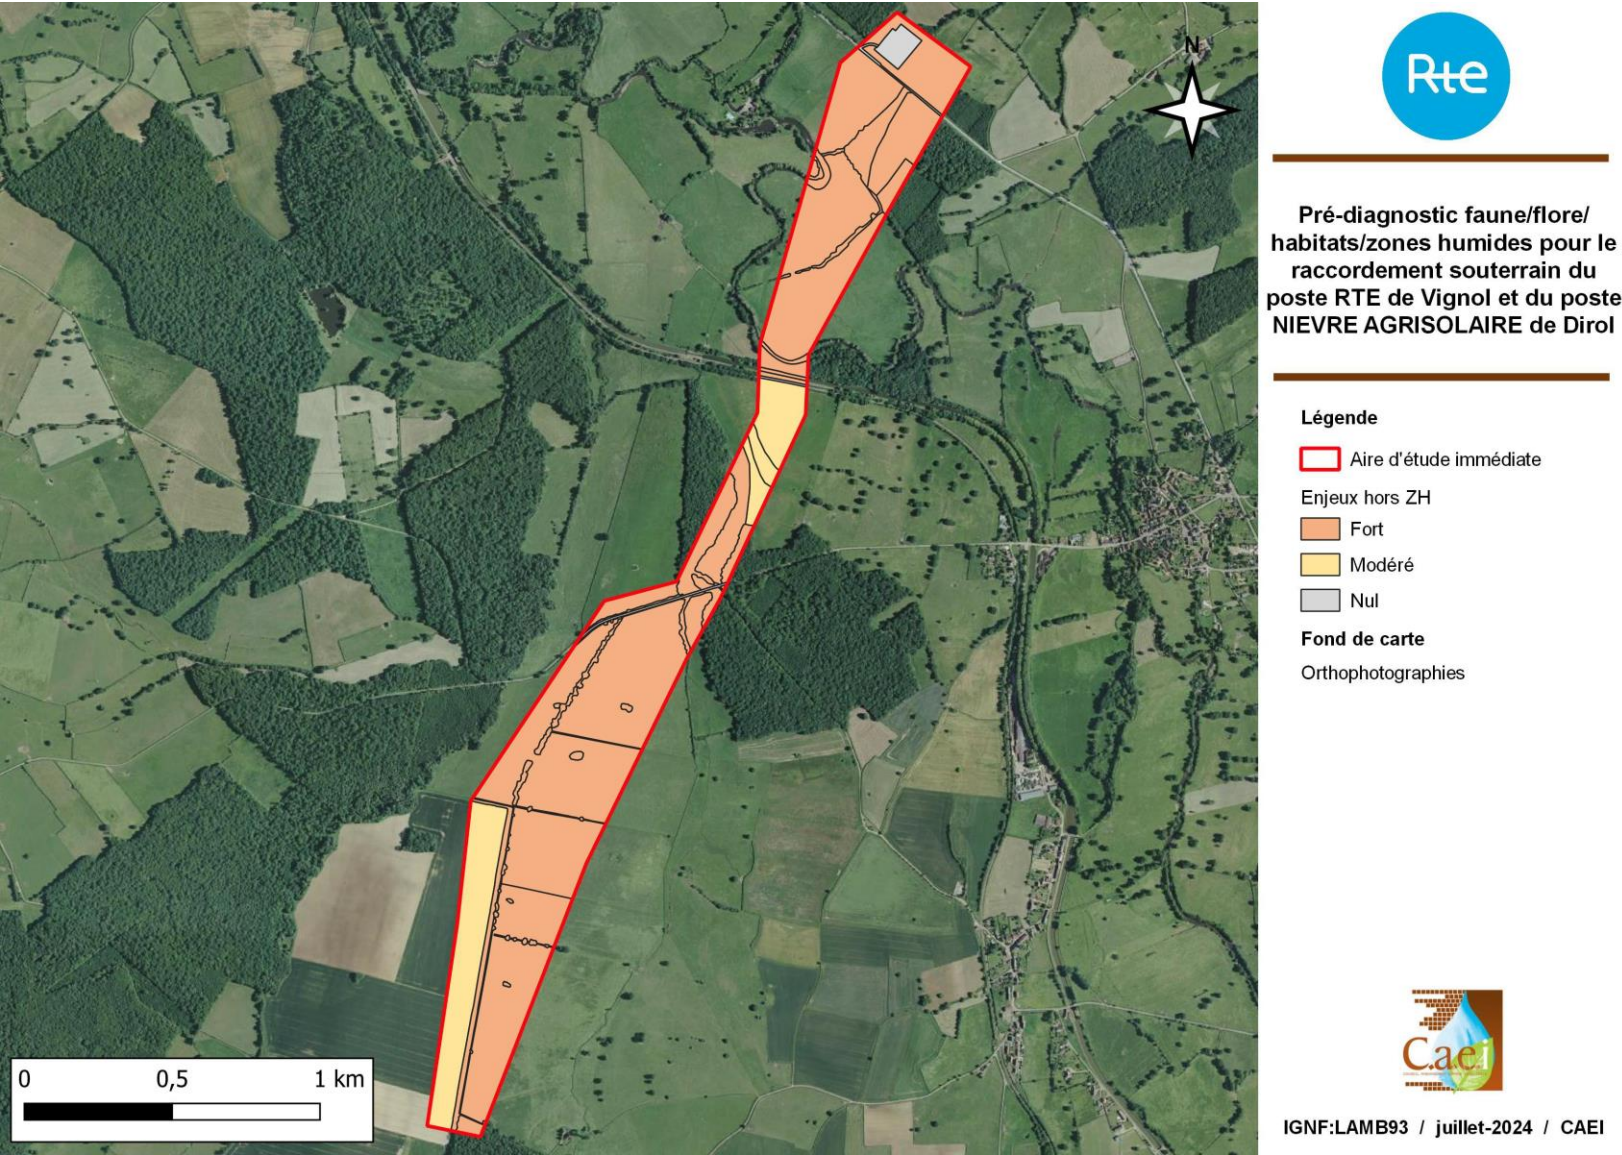 N
Rte
Pré-diagnostic faune/flore/
habitats/zones humides pour le
raccordement souterrain du
poste RTE de Vignol et du poste
NIEVRE AGRISOLAIRE de Dirol
Légende
Aire d'étude immédiate
Enjeux hors ZH
Fort
Modéré
Nul
Fond de carte
Orthophotographies
0 0,5 1 km
C.ae.i
IGNF:LAMB93 / juillet-2024 / CAEI